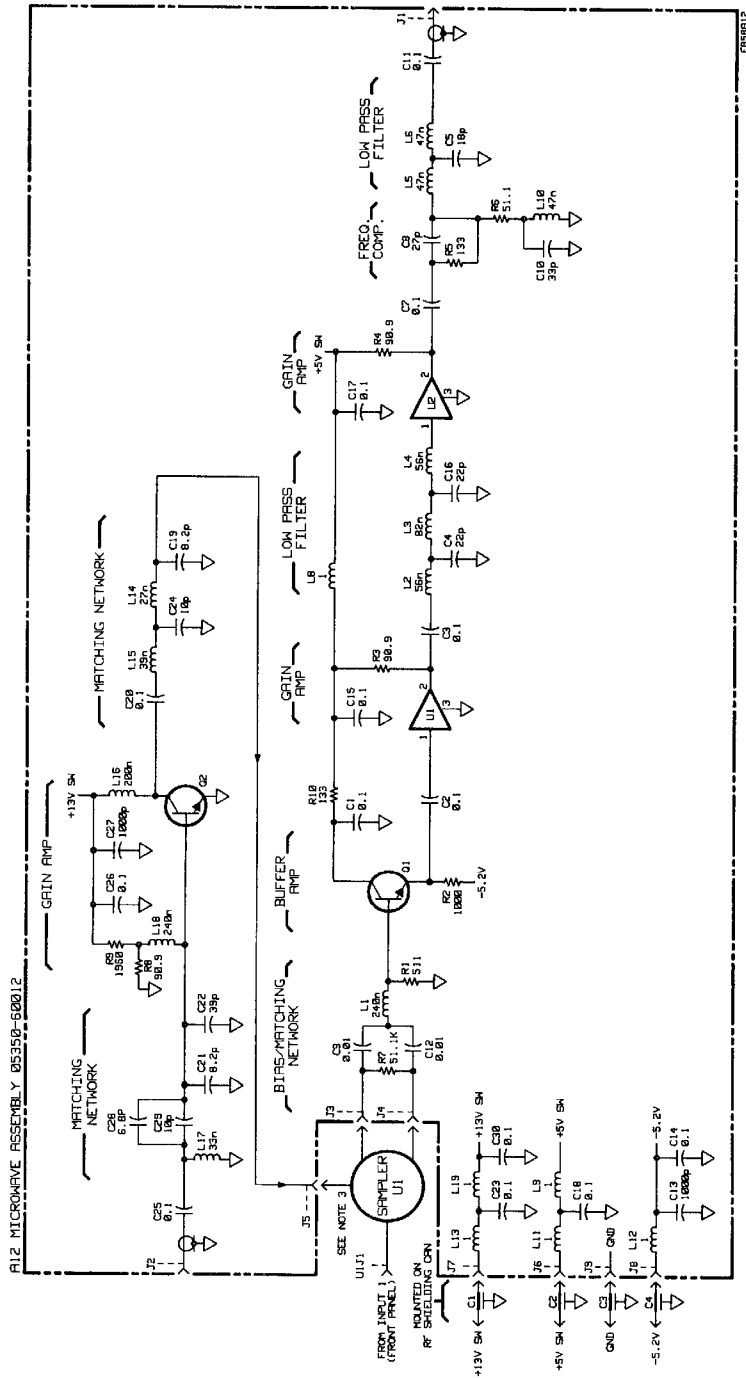 A12 MICROWAVE ASSEMBLY 05350-60012
MATCHING
NETWORK
GAIN AMP
MATCHING NETWORK
J2
C25
0.1
L17
33n
C28
6.8P
C29
10p
C21
8.2p
C22
39p
R9
1960
R8
90.9
L18
240n
C26
0.1
C27
1000p
+13V SW
L16
200n
Q2
C20
0.1
L15
39n
C24
10p
L14
27n
C19
8.2p
J5
SEE NOTE 3
SAMPLER
U1
U1J1
FROM INPUT 1
(FRONT PANEL)
J3
J4
BIAS/MATCHING
NETWORK
C9
0.01
R7
51.1K
C12
0.01
L1
240n
R1
511
BUFFER
AMP
Q1
R2
1000
-5.2V
C1
0.1
R10
133
C2
0.1
GAIN
AMP
C15
0.1
R3
90.9
U1
1
2
3
C3
0.1
LOW PASS
FILTER
L8
1
L2
56n
C4
22p
L3
82n
C16
22p
L4
56n
GAIN
AMP
+5V SW
C17
0.1
R4
90.9
U2
1
2
3
C7
0.1
FREQ.
COMP.
C8
27p
R5
133
R6
51.1
C10
33p
L10
47n
LOW PASS
FILTER
L5
47n
L6
47n
C5
18p
C11
0.1
J1
MOUNTED ON
RF SHIELDING CAN
+13V SW
C1
J7
L13
1
C23
0.1
L19
1
C30
0.1
+13V SW
+5V SW
C2
J6
L11
1
C18
0.1
L9
1
+5V SW
GND
C3
J9
GND
-5.2V
C4
J8
L12
1
C13
1000p
C14
0.1
-5.2V